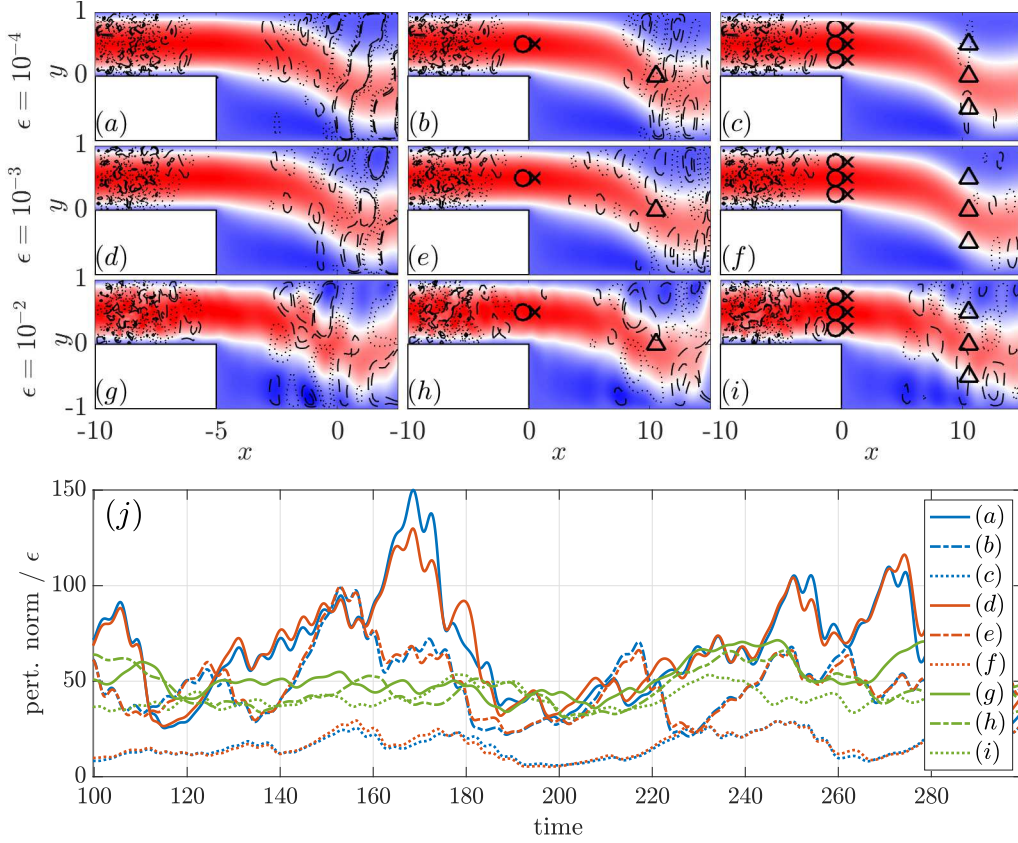 ϵ = 10⁻⁴
y
1
0
(a)
(b)
(c)
ϵ = 10⁻³
y
1
0
(d)
(e)
(f)
ϵ = 10⁻²
y
1
0
-1
(g)
(h)
(i)
-10 -5 0
-10 0 10
-10 0 10
x x x
(j)
pert. norm / ϵ
150
100
50
0
100 120 140 160 180 200 220 240 260 280
time
(a)
(b)
(c)
(d)
(e)
(f)
(g)
(h)
(i)